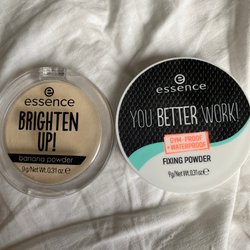 essence
BRIGHTEN
UP!
banana powder
9g/Net Wt. 0.31 oz.℮
essence
YOU BETTER WORK!
GYM-PROOF
+WATERPROOF
FIXING POWDER
9g/Net Wt. 0.31 oz.℮